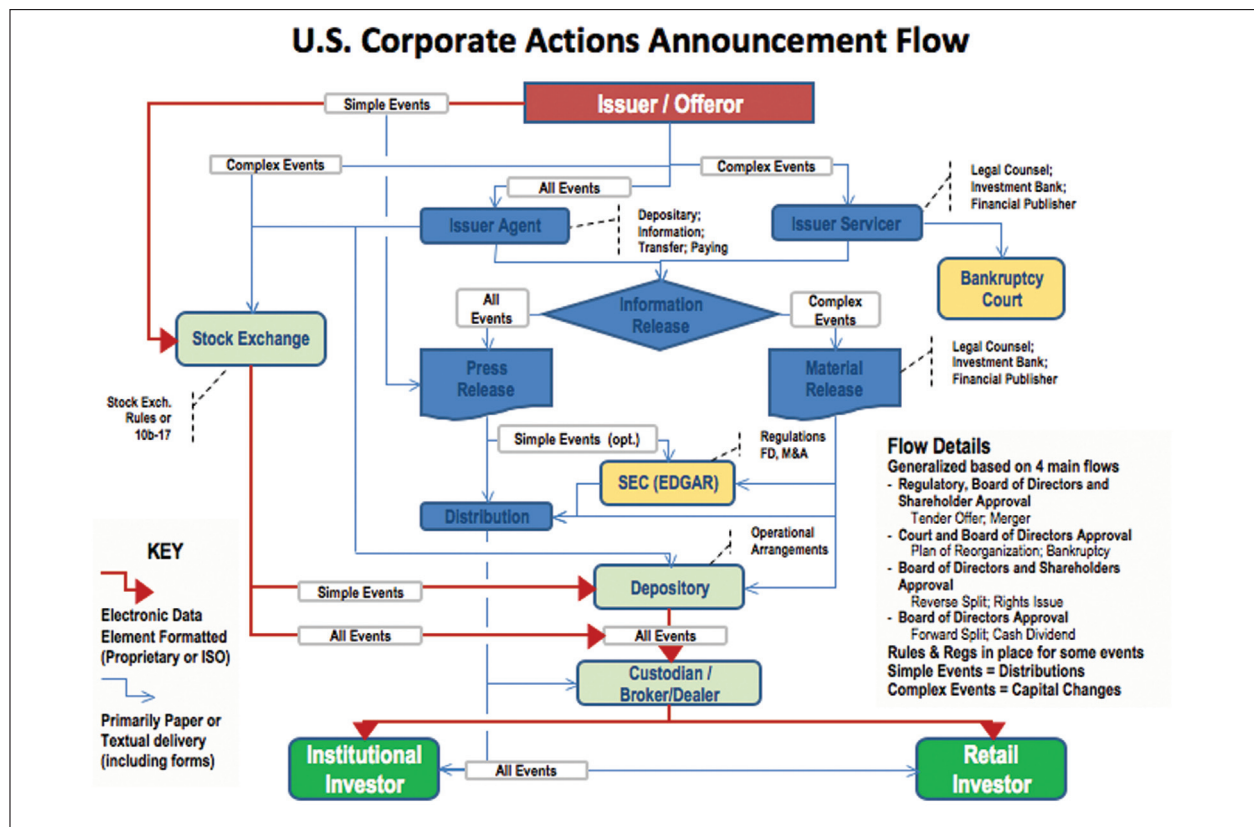 U.S. Corporate Actions Announcement Flow
Simple Events
Issuer / Offeror
Complex Events
Complex Events
All Events
Legal Counsel;
Investment Bank;
Financial Publisher
Issuer Agent
Depositary;
Information;
Transfer; Paying
Issuer Servicer
Bankruptcy
Court
All
Events
Information
Release
Complex
Events
Stock Exchange
Press
Release
Material
Release
Legal Counsel;
Investment Bank;
Financial Publisher
Stock Exch.
Rules or
10b-17
Simple Events (opt.)
Regulations
FD, M&A
SEC (EDGAR)
Distribution
Operational
Arrangements
Simple Events
Depository
All Events
All Events
Custodian /
Broker/Dealer
Institutional
Investor
All Events
Retail
Investor
KEY
Electronic Data
Element Formatted
(Proprietary or ISO)
Primarily Paper or
Textual delivery
(including forms)
Flow Details
Generalized based on 4 main flows
- Regulatory, Board of Directors and
Shareholder Approval
Tender Offer; Merger
- Court and Board of Directors Approval
Plan of Reorganization; Bankruptcy
- Board of Directors and Shareholders
Approval
Reverse Split; Rights Issue
- Board of Directors Approval
Forward Split; Cash Dividend
Rules & Regs in place for some events
Simple Events = Distributions
Complex Events = Capital Changes